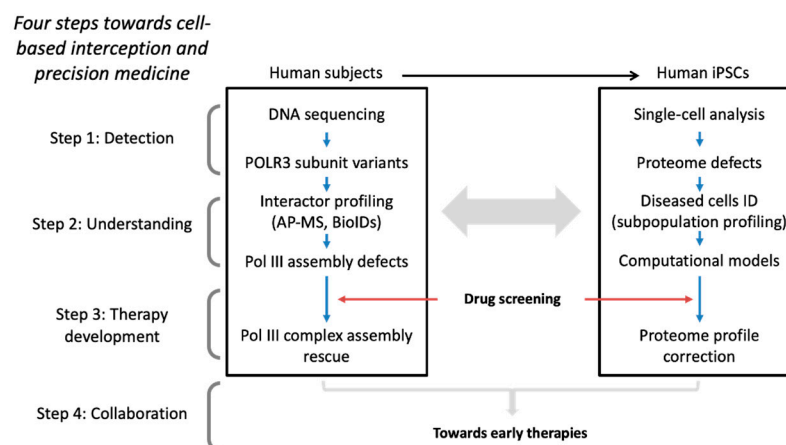 Four steps towards cell-
based interception and
precision medicine
Human subjects
Human iPSCs
Step 1: Detection
DNA sequencing
Single-cell analysis
POLR3 subunit variants
Proteome defects
Step 2: Understanding
Interactor profiling
(AP-MS, BioIDs)
Diseased cells ID
(subpopulation profiling)
Pol III assembly defects
Computational models
Step 3: Therapy
development
Drug screening
Pol III complex assembly
rescue
Proteome profile
correction
Step 4: Collaboration
Towards early therapies